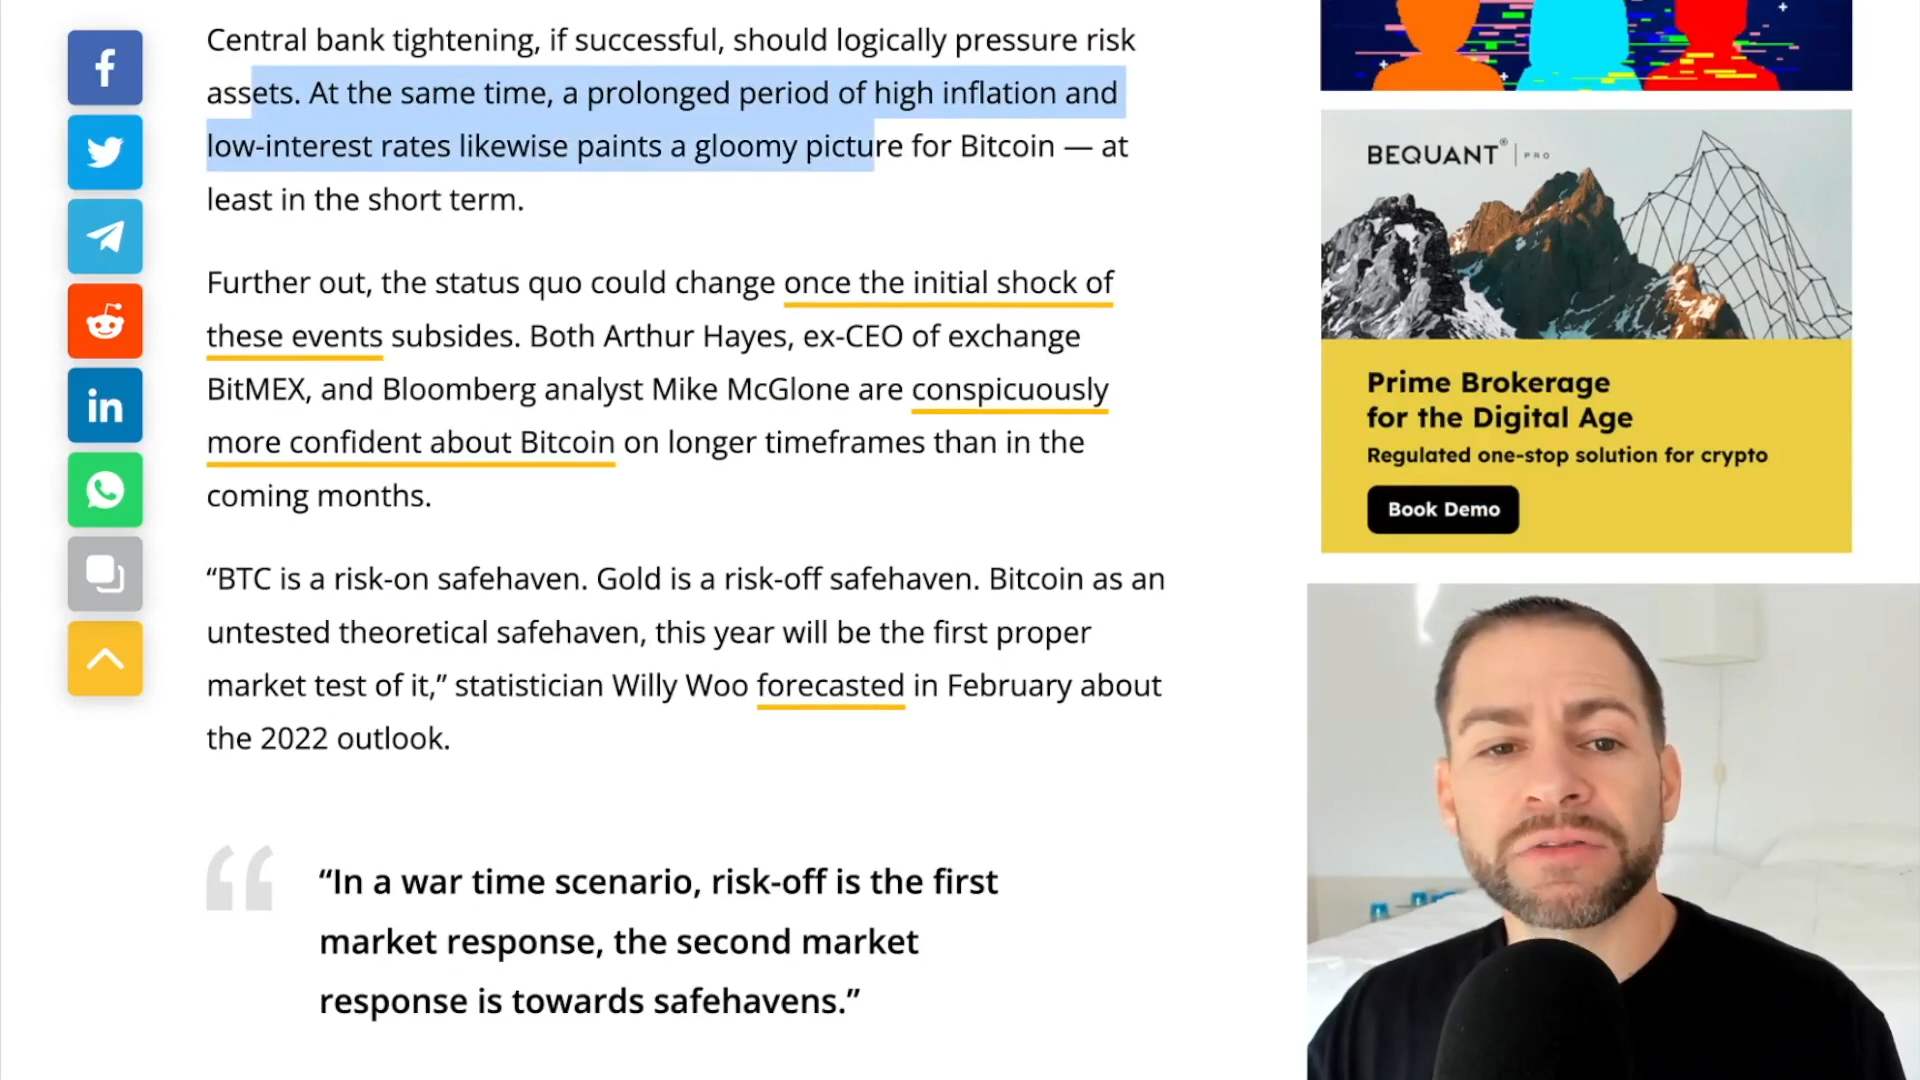 Central bank tightening, if successful, should logically pressure risk
assets. At the same time, a prolonged period of high inflation and
low-interest rates likewise paints a gloomy picture for Bitcoin — at
least in the short term.
Further out, the status quo could change once the initial shock of
these events subsides. Both Arthur Hayes, ex-CEO of exchange
BitMEX, and Bloomberg analyst Mike McGlone are conspicuously
more confident about Bitcoin on longer timeframes than in the
coming months.
“BTC is a risk-on safehaven. Gold is a risk-off safehaven. Bitcoin as an
untested theoretical safehaven, this year will be the first proper
market test of it,” statistician Willy Woo forecasted in February about
the 2022 outlook.
“In a war time scenario, risk-off is the first
market response, the second market
response is towards safehavens.”
BEQUANT® | PRO
Prime Brokerage
for the Digital Age
Regulated one-stop solution for crypto
Book Demo